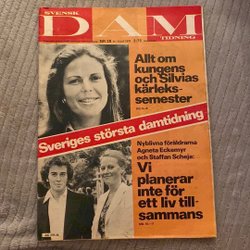 SVENSK
DAM
TIDNING
Allt om
kungens
och Silvias
kärleks-
semester
Sveriges största damtidning
Nyblivna föräldrarna
Agneta Eckemyr
och Staffan Scheja:
Vi
planerar
inte för
ett liv till-
sammans